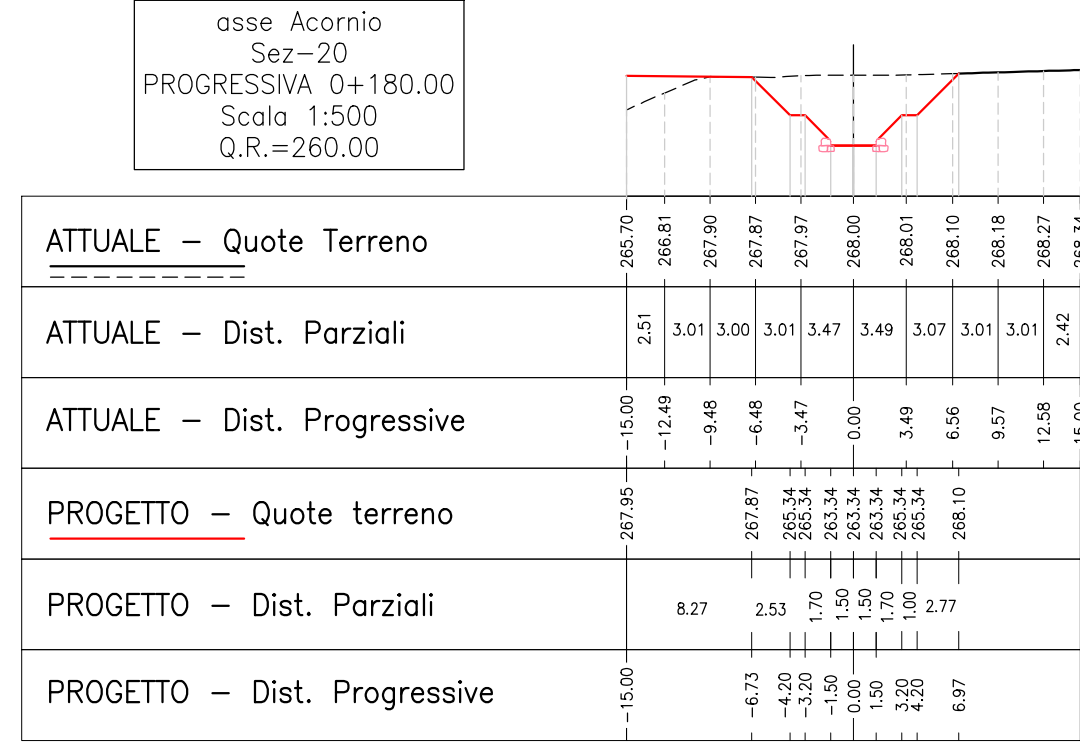 asse Acornio
Sez-20
PROGRESSIVA 0+180.00
Scala 1:500
Q.R.=260.00
ATTUALE - Quote Terreno
265.70 266.81 267.90 267.87 267.97 268.00 268.01 268.10 268.18 268.27 268.34
ATTUALE - Dist. Parziali
2.51 3.01 3.00 3.01 3.47 3.49 3.07 3.01 3.01 2.42
ATTUALE - Dist. Progressive
-15.00 -12.49 -9.48 -6.48 -3.47 0.00 3.49 6.56 9.57 12.58 15.00
PROGETTO - Quote terreno
267.95 267.87 265.34 265.34 263.34 263.34 263.34 265.34 265.34 268.10
PROGETTO - Dist. Parziali
8.27 2.53 1.70 1.50 1.50 1.70 1.00 2.77
PROGETTO - Dist. Progressive
-15.00 -6.73 -4.20 -3.20 -1.50 0.00 1.50 3.20 4.20 6.97